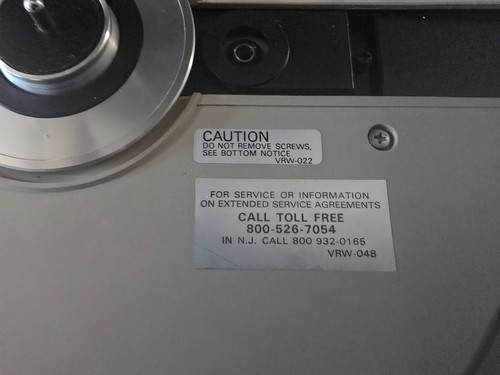 CAUTION
DO NOT REMOVE SCREWS.
SEE BOTTOM NOTICE
VRW-022
FOR SERVICE OR INFORMATION
ON EXTENDED SERVICE AGREEMENTS
CALL TOLL FREE
800-526-7054
IN N.J. CALL 800 932-0165
VRW-048